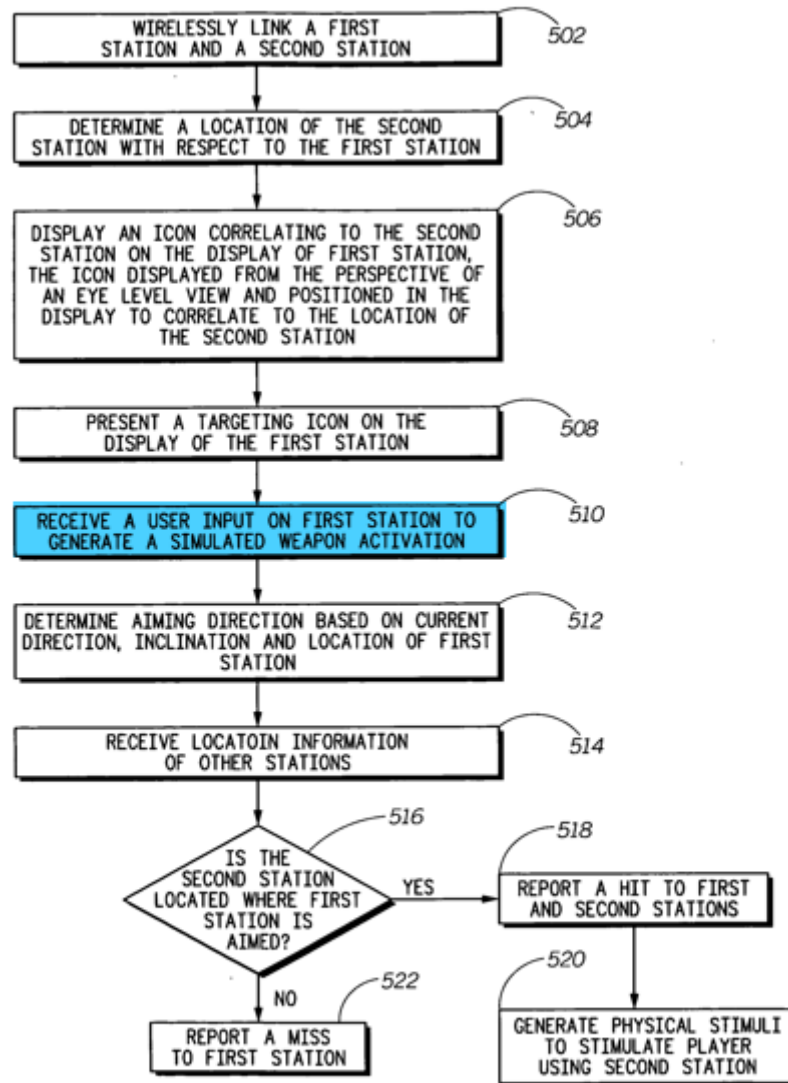 WIRELESSLY LINK A FIRST
STATION AND A SECOND STATION
502
DETERMINE A LOCATION OF THE SECOND
STATION WITH RESPECT TO THE FIRST STATION
504
DISPLAY AN ICON CORRELATING TO THE SECOND
STATION ON THE DISPLAY OF FIRST STATION,
THE ICON DISPLAYED FROM THE PERSPECTIVE OF
AN EYE LEVEL VIEW AND POSITIONED IN THE
DISPLAY TO CORRELATE TO THE LOCATION OF
THE SECOND STATION
506
PRESENT A TARGETING ICON ON THE
DISPLAY OF THE FIRST STATION
508
RECEIVE A USER INPUT ON FIRST STATION TO
GENERATE A SIMULATED WEAPON ACTIVATION
510
DETERMINE AIMING DIRECTION BASED ON CURRENT
DIRECTION, INCLINATION AND LOCATION OF FIRST
STATION
512
RECEIVE LOCATOIN INFORMATION
OF OTHER STATIONS
514
IS THE
SECOND STATION
LOCATED WHERE FIRST
STATION IS
AIMED?
516
YES
518
REPORT A HIT TO FIRST
AND SECOND STATIONS
520
GENERATE PHYSICAL STIMULI
TO STIMULATE PLAYER
USING SECOND STATION
NO
522
REPORT A MISS
TO FIRST STATION